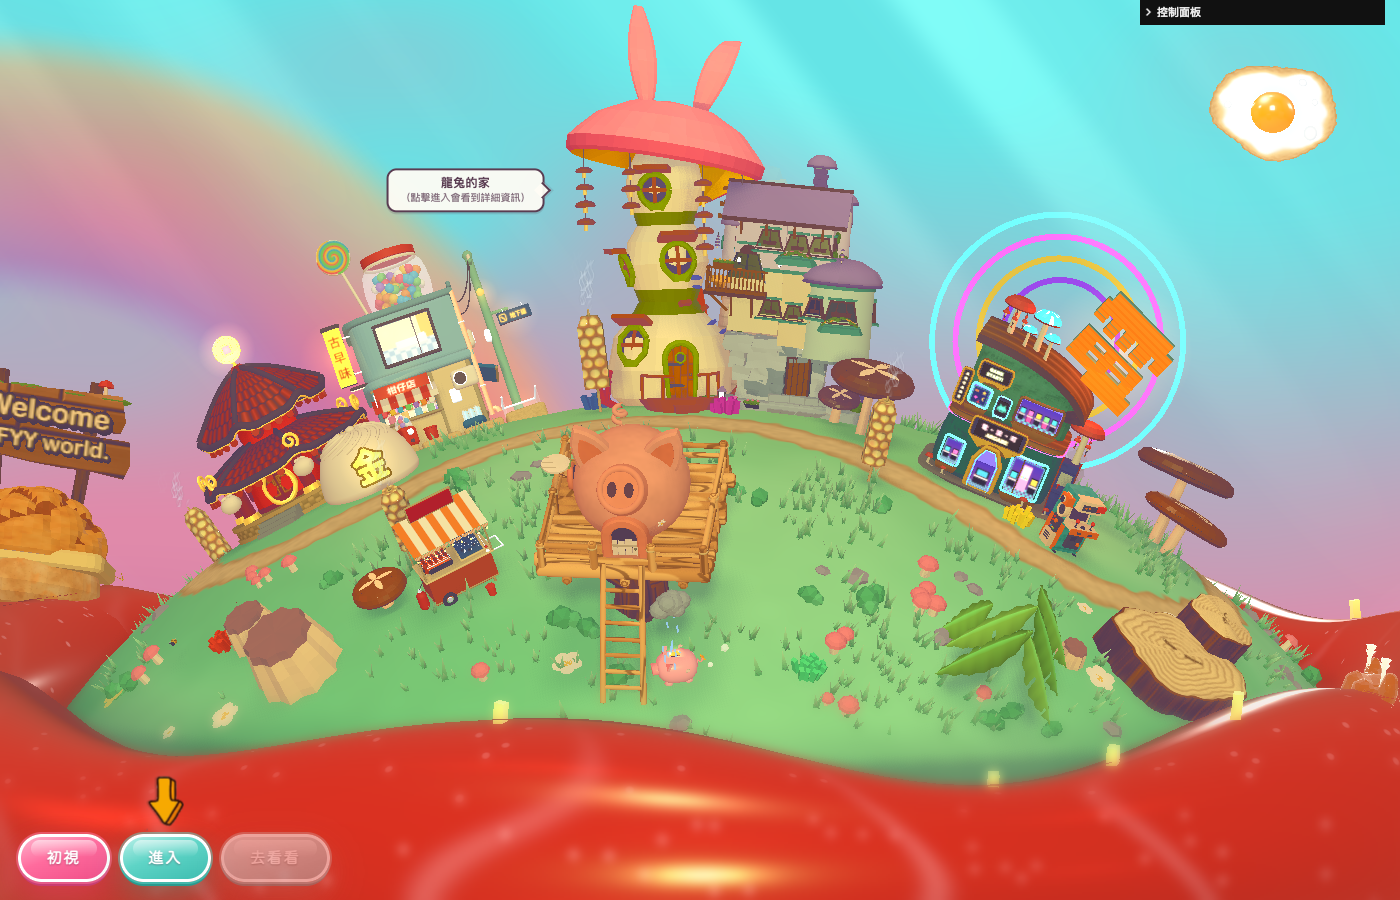 控制面板
龍兔的家
(點擊進入會看到詳細資訊)
古早味
柑仔店
Welcome
FYY world.
金
初視
進入
去看看